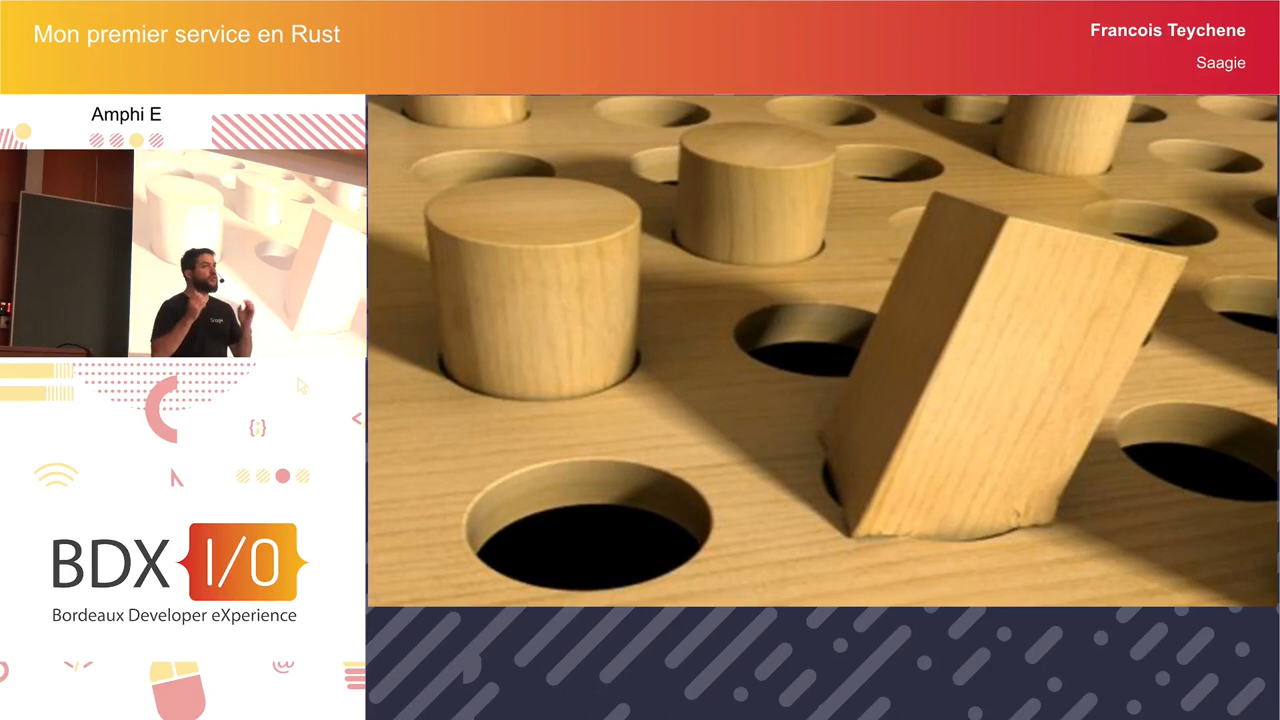 Mon premier service en Rust
Francois Teychene
Saagie
Amphi E
BDX I/O
Bordeaux Developer eXperience